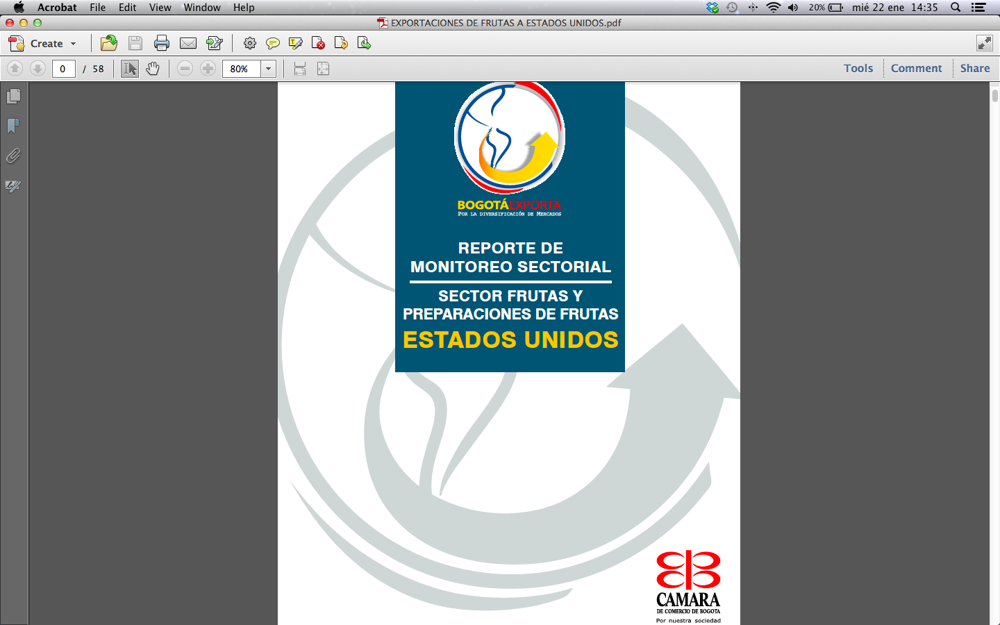 Acrobat File Edit View Window Help 20% mié 22 ene 14:35
EXPORTACIONES DE FRUTAS A ESTADOS UNIDOS.pdf
Create
0 / 58 80% Tools Comment Share
BOGOTÁEXPORTA
POR LA DIVERSIFICACIÓN DE MERCADOS
REPORTE DE
MONITOREO SECTORIAL
SECTOR FRUTAS Y
PREPARACIONES DE FRUTAS
ESTADOS UNIDOS
CAMARA
DE COMERCIO DE BOGOTA
Por nuestra sociedad